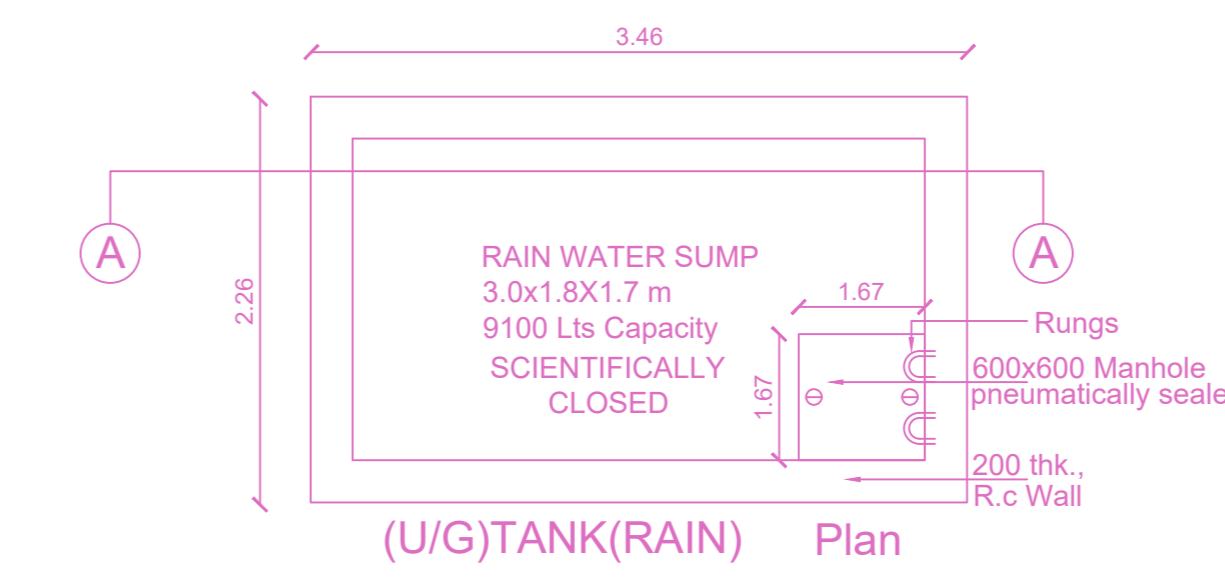 3.46
A
A
2.26
RAIN WATER SUMP
3.0x1.8X1.7 m
9100 Lts Capacity
SCIENTIFICALLY
CLOSED
1.67
1.67
Rungs
600x600 Manhole
pneumatically seale
200 thk.,
R.c Wall
(U/G)TANK(RAIN) Plan